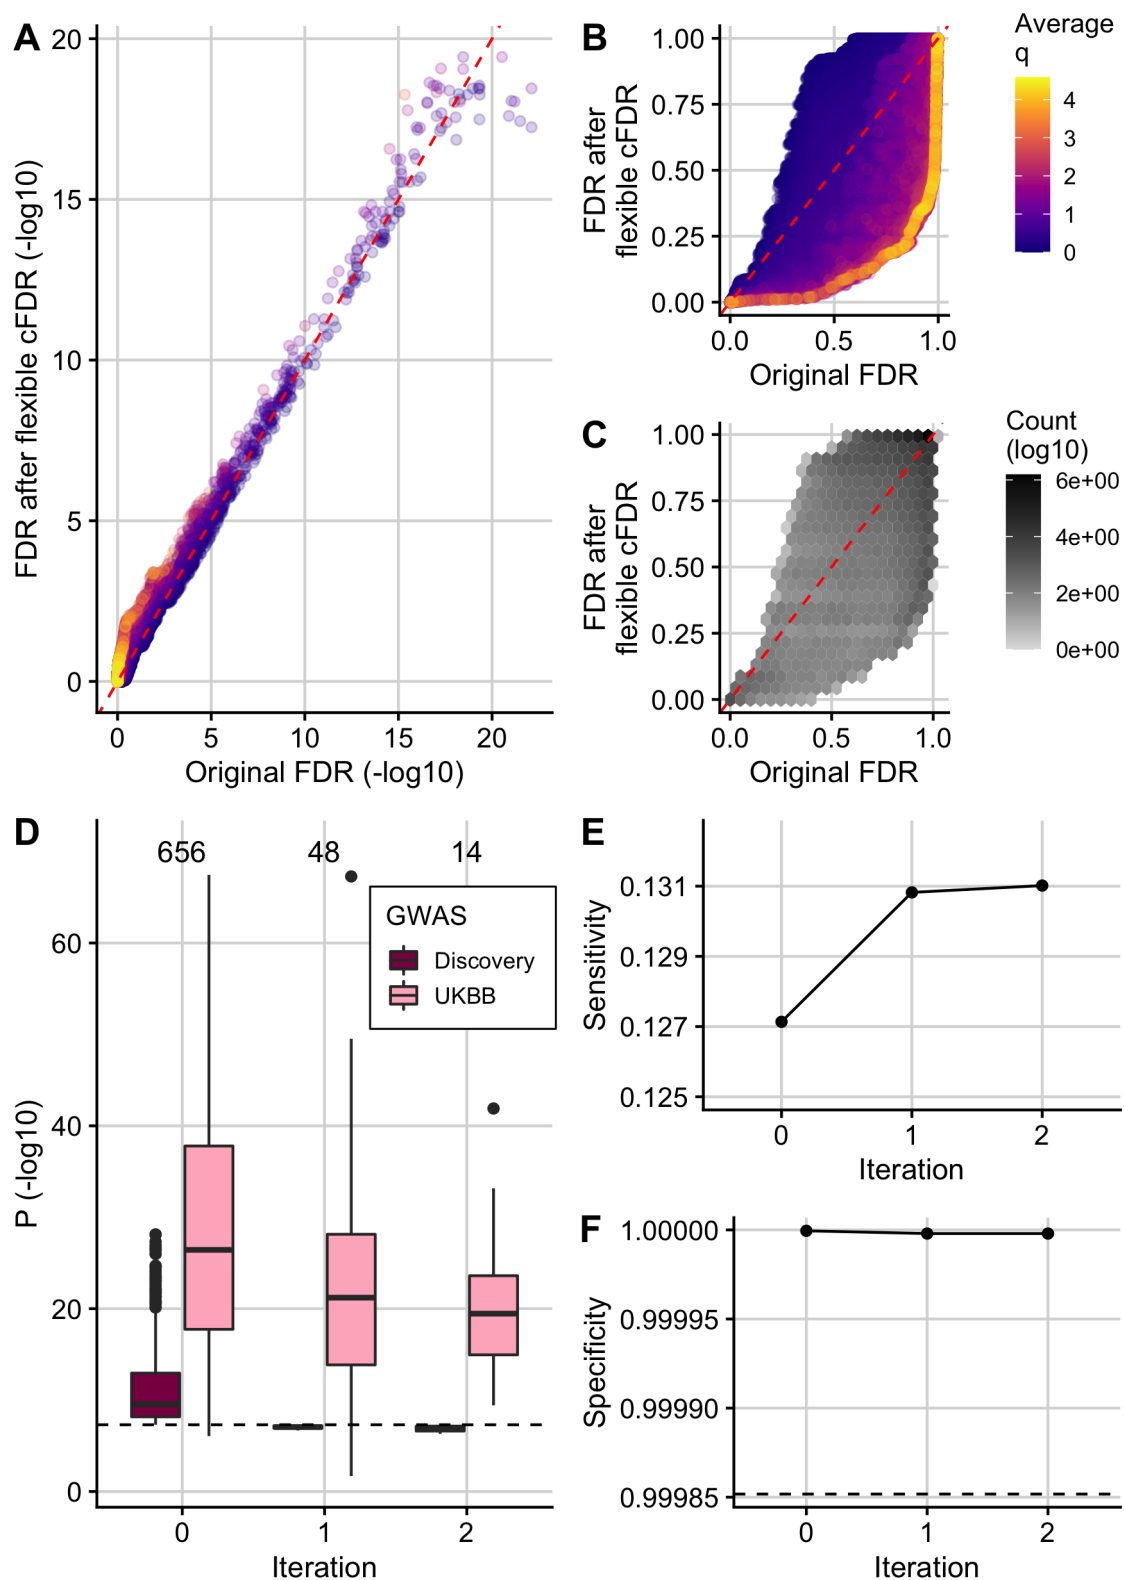 A
20
15
10
5
0
FDR after flexible cFDR (-log10)
0 5 10 15 20
Original FDR (-log10)
B
1.00
0.75
0.50
0.25
0.00
FDR after
flexible cFDR
0.0 0.5 1.0
Original FDR
Average
q
4
3
2
1
0
C
1.00
0.75
0.50
0.25
0.00
FDR after
flexible cFDR
0.0 0.5 1.0
Original FDR
Count
(log10)
6e+00
4e+00
2e+00
0e+00
D
656 48 14
60
40
20
0
P (-log10)
GWAS
Discovery
UKBB
0 1 2
Iteration
E
0.131
0.129
0.127
0.125
Sensitivity
0 1 2
Iteration
F
1.00000
0.99995
0.99990
0.99985
Specificity
0 1 2
Iteration